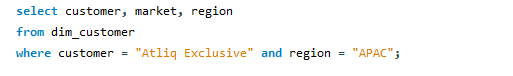 select customer, market, region
from dim_customer
where customer = "Atliq Exclusive" and region = "APAC";